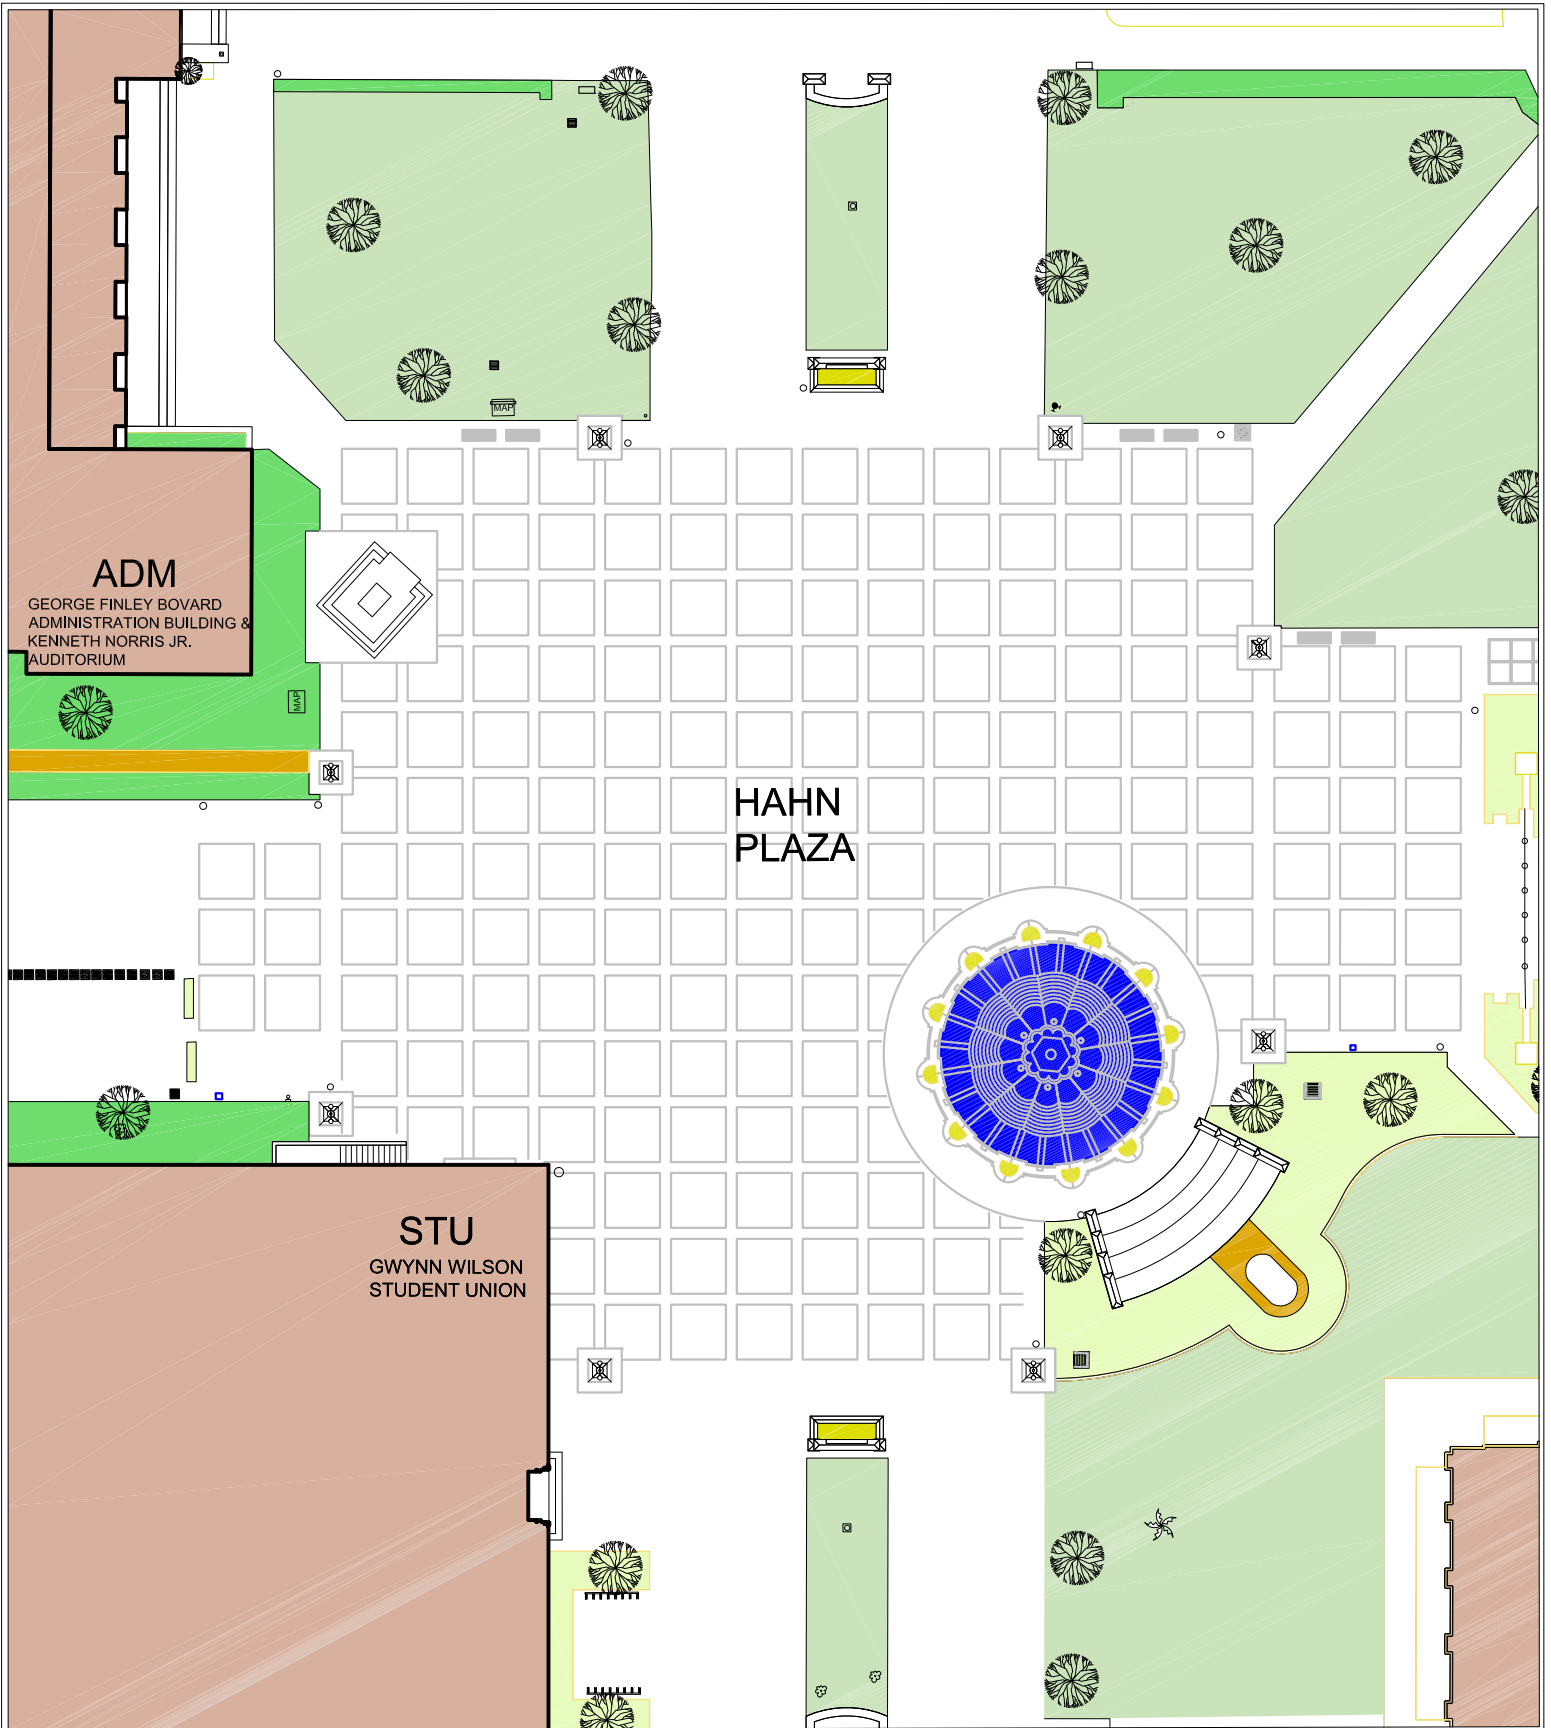 MAP
ADM
GEORGE FINLEY BOVARD
ADMINISTRATION BUILDING &
KENNETH NORRIS JR.
AUDITORIUM
MAP
HAHN
PLAZA
STU
GWYNN WILSON
STUDENT UNION